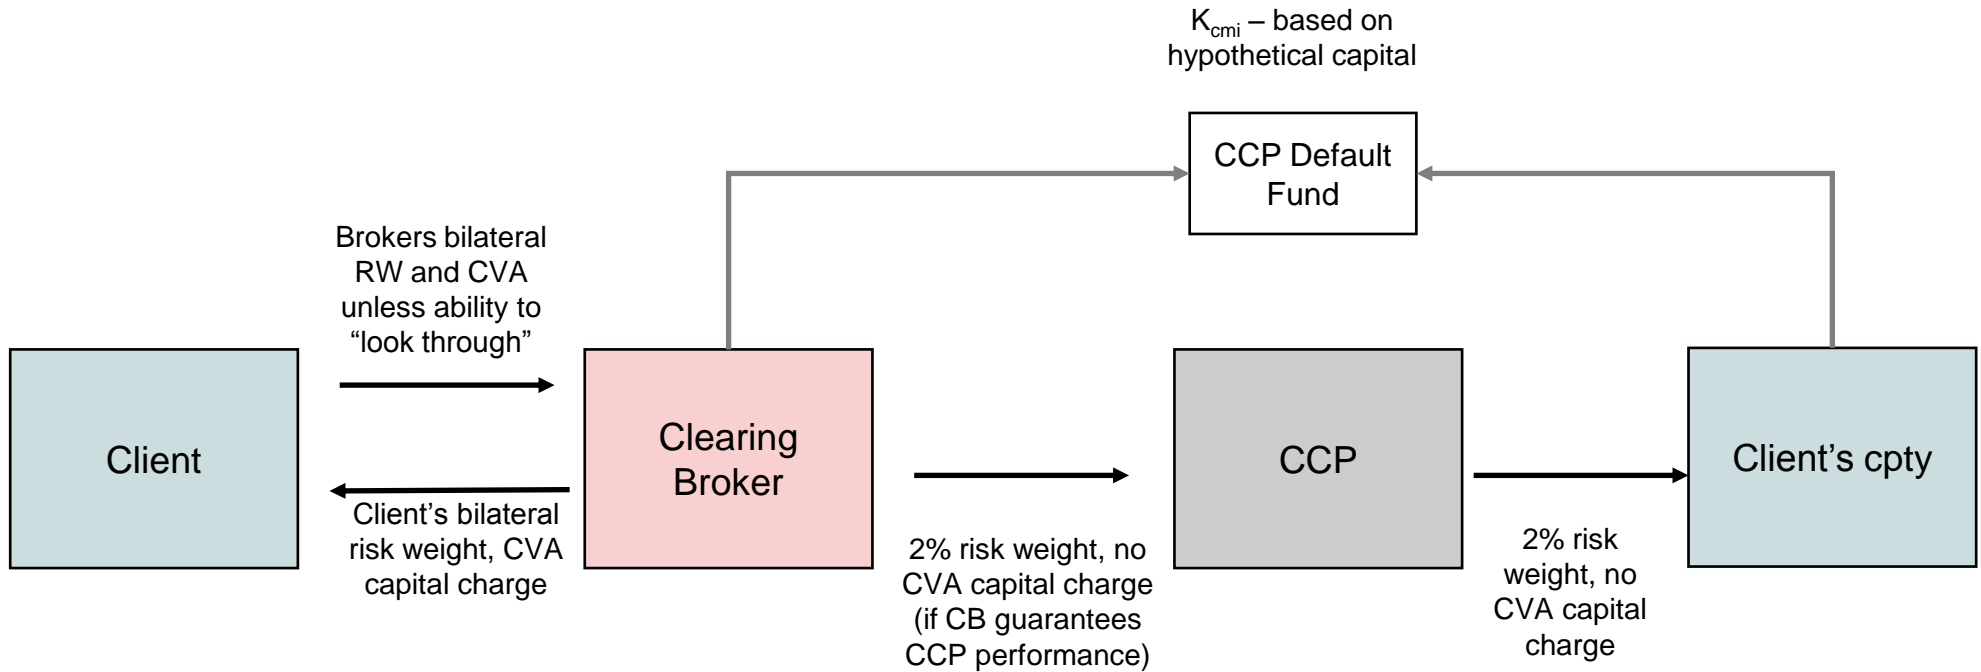 K_cmi – based on
hypothetical capital
CCP Default
Fund
Brokers bilateral
RW and CVA
unless ability to
“look through”
Client
Clearing
Broker
CCP
Client’s cpty
Client’s bilateral
risk weight, CVA
capital charge
2% risk weight, no
CVA capital charge
(if CB guarantees
CCP performance)
2% risk
weight, no
CVA capital
charge